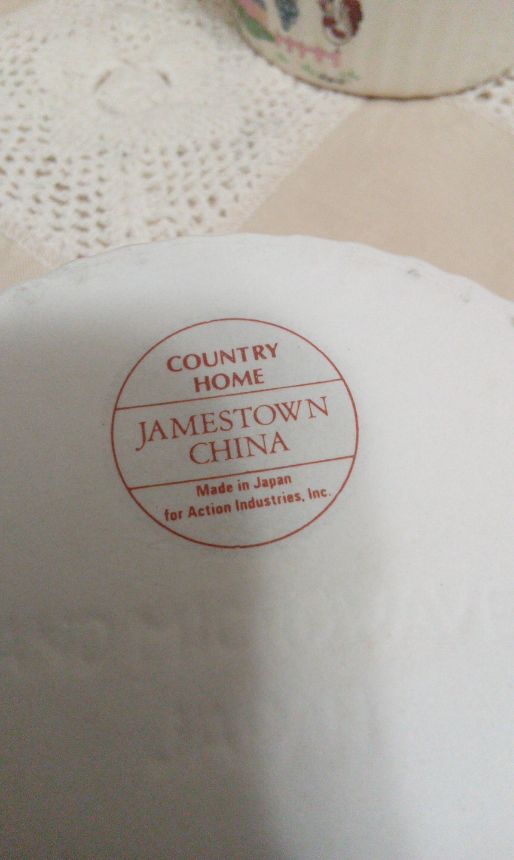 COUNTRY
HOME
JAMESTOWN
CHINA
Made in Japan
for Action Industries, Inc.